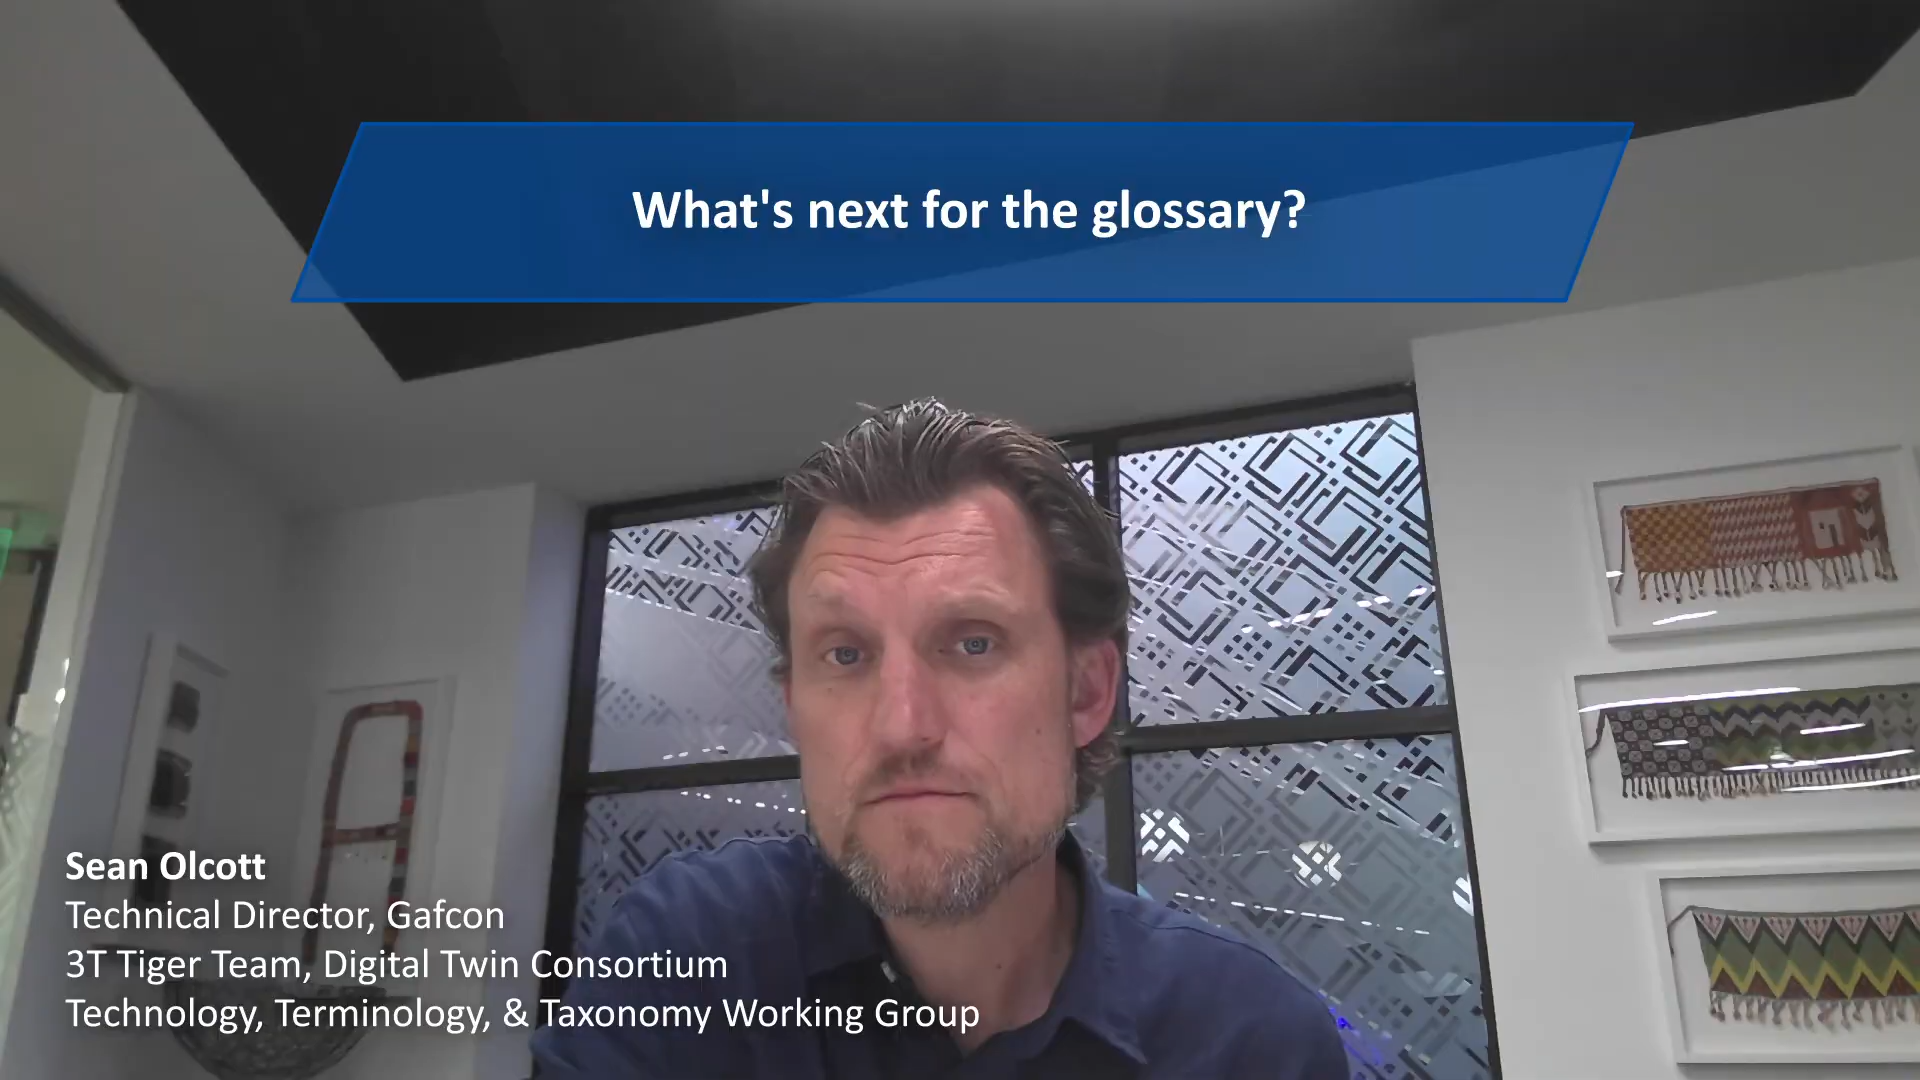 What's next for the glossary?
Sean Olcott
Technical Director, Gafcon
3T Tiger Team, Digital Twin Consortium
Technology, Terminology, & Taxonomy Working Group